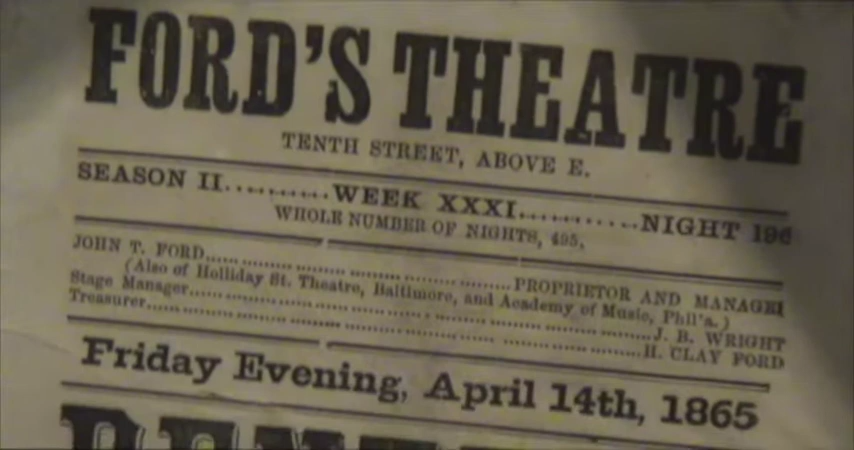 FORD'S THEATRE
TENTH STREET, ABOVE E.
SEASON II...........WEEK XXXI............NIGHT 196
WHOLE NUMBER OF NIGHTS, 495.
JOHN T. FORD..............................PROPRIETOR AND MANAGER
(Also of Holliday St. Theatre, Baltimore, and Academy of Music, Phil'a.)
Stage Manager..............................J. B. WRIGHT
Treasurer..............................H. CLAY FORD
Friday Evening, April 14th, 1865